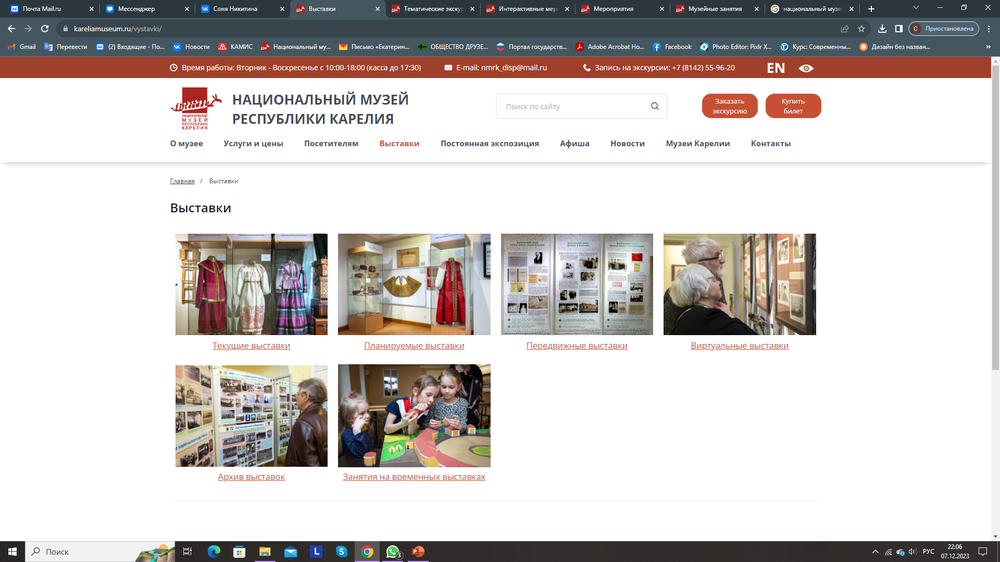 Почта Mail.ru
Мессенджер
Соня Никитина
Выставки
Тематические экскур
Интерактивные мер
Мероприятия
Музейные занятия
национальный музе
kareliamuseum.ru/vystavki/
Приостановлена
Gmail
Перевести
(2) Входящие - По...
Новости
КАМИС
Национальный му...
Письмо «Екатерин...
ОБЩЕСТВО ДРУЗЕ...
Портал государств...
Adobe Acrobat Ho...
Facebook
Photo Editor: Pixlr X...
Курс: Современны...
Дизайн без назван...
Время работы: Вторник - Воскресенье с 10:00-18:00 (касса до 17:30)
E-mail: nmrk_disp@mail.ru
Запись на экскурсии: +7 (8142) 55-96-20
EN
НАЦИОНАЛЬНЫЙ
МУЗЕЙ
РЕСПУБЛИКИ
КАРЕЛИЯ
НАЦИОНАЛЬНЫЙ МУЗЕЙ
РЕСПУБЛИКИ КАРЕЛИЯ
Поиск по сайту
Заказать
экскурсию
Купить
билет
О музее
Услуги и цены
Посетителям
Выставки
Постоянная экспозиция
Афиша
Новости
Музеи Карелии
Контакты
Главная / Выставки
Выставки
Текущие выставки
Планируемые выставки
Передвижные выставки
Виртуальные выставки
Архив выставок
Занятия на временных выставках
Поиск
3
РУС
22:06
07.12.2023